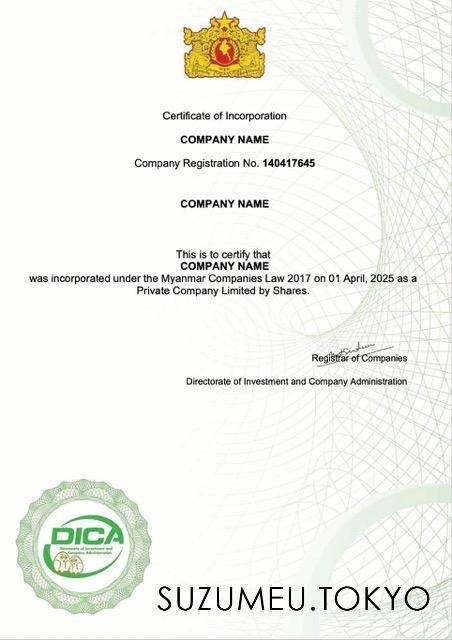 Certificate of Incorporation
COMPANY NAME
Company Registration No. 140417645
COMPANY NAME
This is to certify that
COMPANY NAME
was incorporated under the Myanmar Companies Law 2017 on 01 April, 2025 as a
Private Company Limited by Shares.
Registrar of Companies
Directorate of Investment and Company Administration
DICA
Directorate of Investment and
Company Administration
SUZUMEU.TOKYO